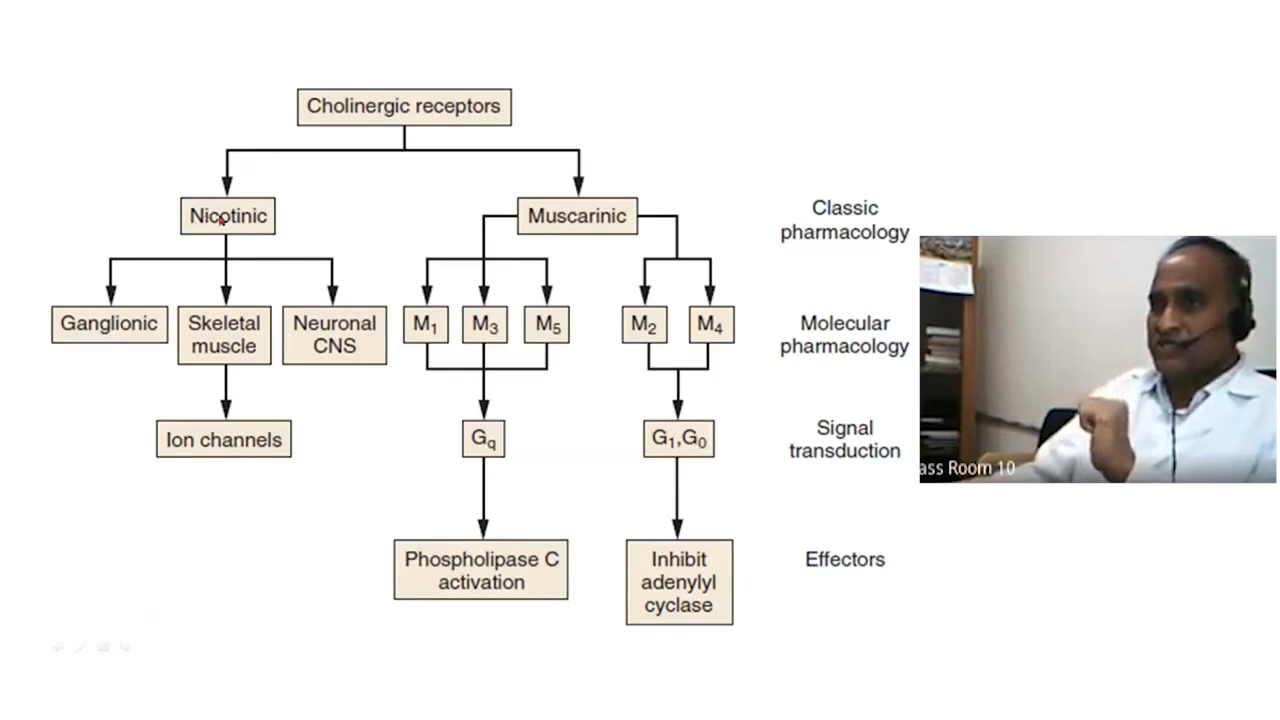 Cholinergic receptors
Nicotinic
Muscarinic
Classic
pharmacology
Ganglionic
Skeletal
muscle
Neuronal
CNS
M₁
M₃
M₅
M₂
M₄
Molecular
pharmacology
Ion channels
Gq
G₁,G₀
Signal
transduction
Phospholipase C
activation
Inhibit
adenylyl
cyclase
Effectors
ass Room 10